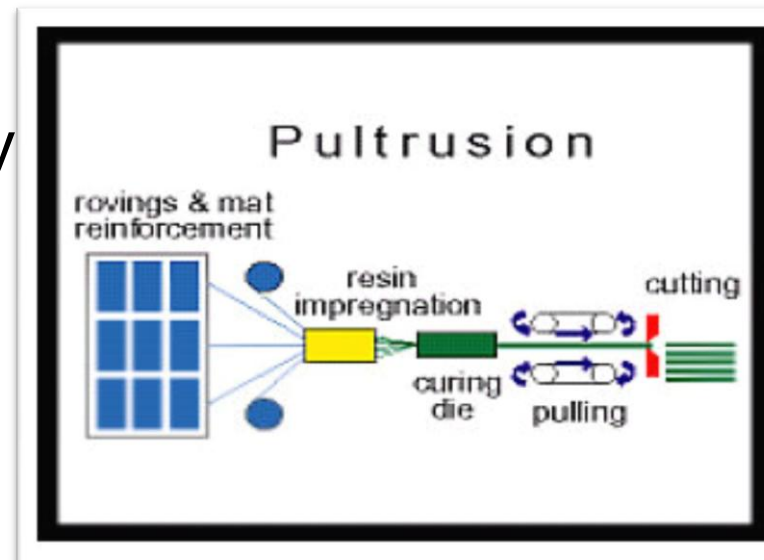 y
Pultrusion
rovings & mat
reinforcement
resin
impregnation
cutting
curing
die
pulling